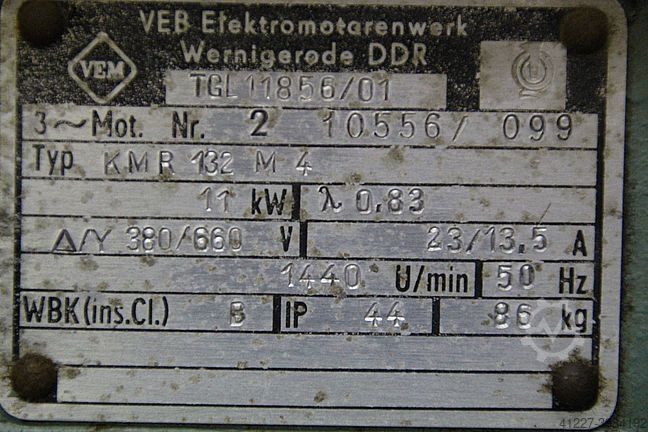 VEB Elektromotorenwerk
Wernigerode DDR
VEM
TGL 11856/01
3~Mot. Nr. 2 10556/ 099
Typ KMR 132 M 4
11 kW λ 0,83
Δ/Y 380/660 V 23/13,5 A
1440 U/min 50 Hz
WBK(ins.Cl.) B IP 44 86 kg